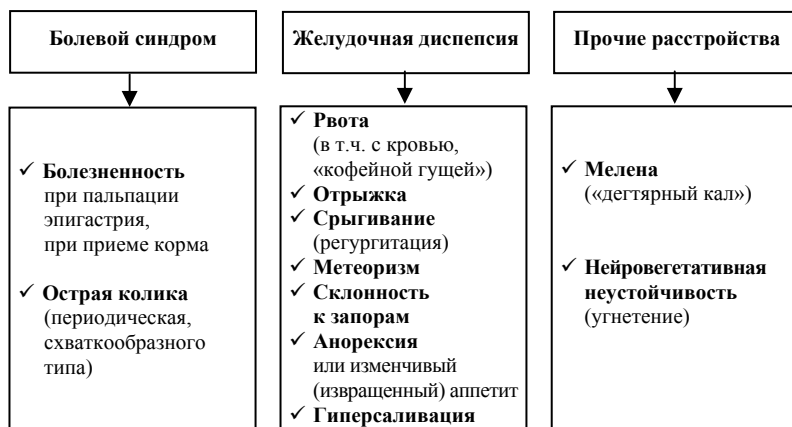 Болевой синдром
✓ Болезненность
при пальпации
эпигастрия,
при приеме корма
✓ Острая колика
(периодическая,
схваткообразного
типа)
Желудочная диспепсия
✓ Рвота
(в т.ч. с кровью,
«кофейной гущей»)
✓ Отрыжка
✓ Срыгивание
(регургитация)
✓ Метеоризм
✓ Склонность
к запорам
✓ Анорексия
или изменчивый
(извращенный) аппетит
✓ Гиперсаливация
Прочие расстройства
✓ Мелена
(«дегтярный кал»)
✓ Нейровегетативная
неустойчивость
(угнетение)